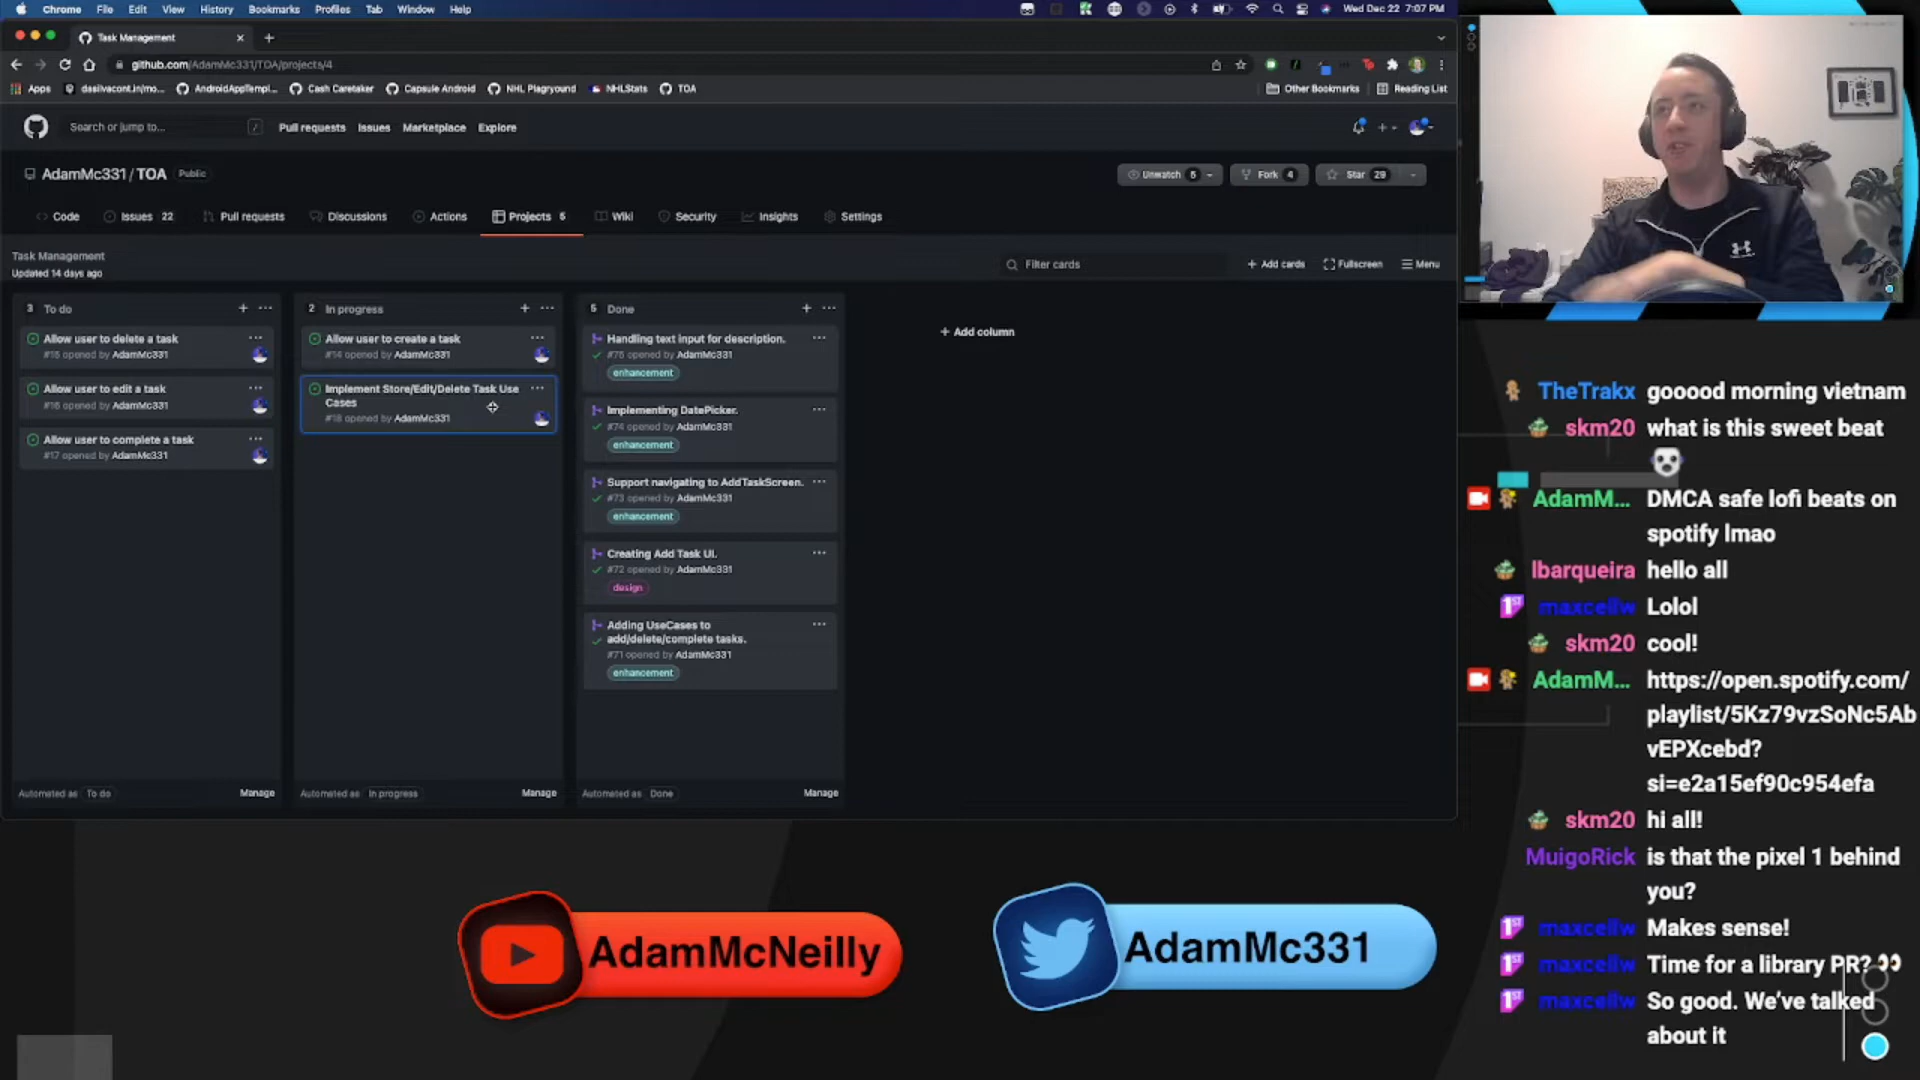 Chrome File Edit View History Bookmarks Profiles Tab Window Help
Wed Dec 22 7:07 PM
Task Management
github.com/AdamMc331/TOA/projects/4
Apps dasilvacont.in/mo... AndroidAppTempl... Cash Caretaker Capsule Android NHL Playground NHLStats TOA
Other Bookmarks Reading List
Search or jump to... /
Pull requests Issues Marketplace Explore
AdamMc331 / TOA Public
Unwatch 5 Fork 4 Star 29
Code Issues 22 Pull requests Discussions Actions Projects 5 Wiki Security Insights Settings
Task Management
Updated 14 days ago
Filter cards
+ Add cards Fullscreen Menu
3 To do
Allow user to delete a task
#15 opened by AdamMc331
Allow user to edit a task
#16 opened by AdamMc331
Allow user to complete a task
#17 opened by AdamMc331
Automated as To do Manage
2 In progress
Allow user to create a task
#14 opened by AdamMc331
Implement Store/Edit/Delete Task Use
Cases
#18 opened by AdamMc331
Automated as In progress Manage
5 Done
Handling text input for description.
#75 opened by AdamMc331
enhancement
Implementing DatePicker.
#74 opened by AdamMc331
enhancement
Support navigating to AddTaskScreen.
#73 opened by AdamMc331
enhancement
Creating Add Task UI.
#72 opened by AdamMc331
design
Adding UseCases to
add/delete/complete tasks.
#71 opened by AdamMc331
enhancement
Automated as Done Manage
+ Add column
TheTrakx gooood morning vietnam
skm20 what is this sweet beat
AdamM... DMCA safe lofi beats on
spotify lmao
lbarqueira hello all
maxcellw Lolol
skm20 cool!
AdamM... https://open.spotify.com/
playlist/5Kz79vzSoNc5Ab
vEPXcebd?
si=e2a15ef90c954efa
skm20 hi all!
MuigoRick is that the pixel 1 behind
you?
maxcellw Makes sense!
maxcellw Time for a library PR?
maxcellw So good. We've talked
about it
AdamMcNeilly
AdamMc331